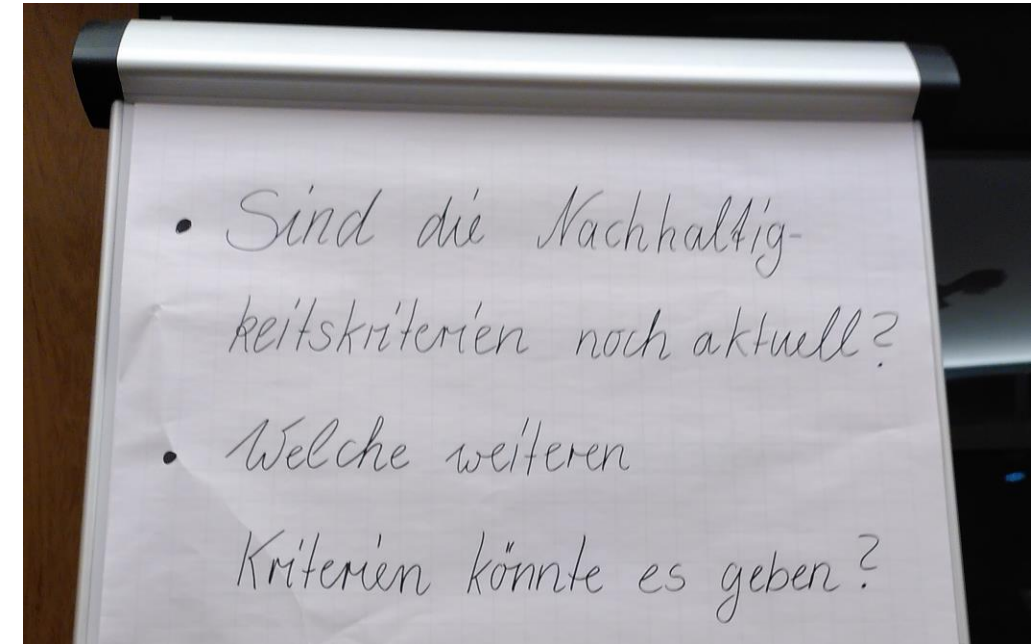 • Sind die Nachhaltig-
keitskriterien noch aktuell?
• Welche weiteren
Kriterien könnte es geben?